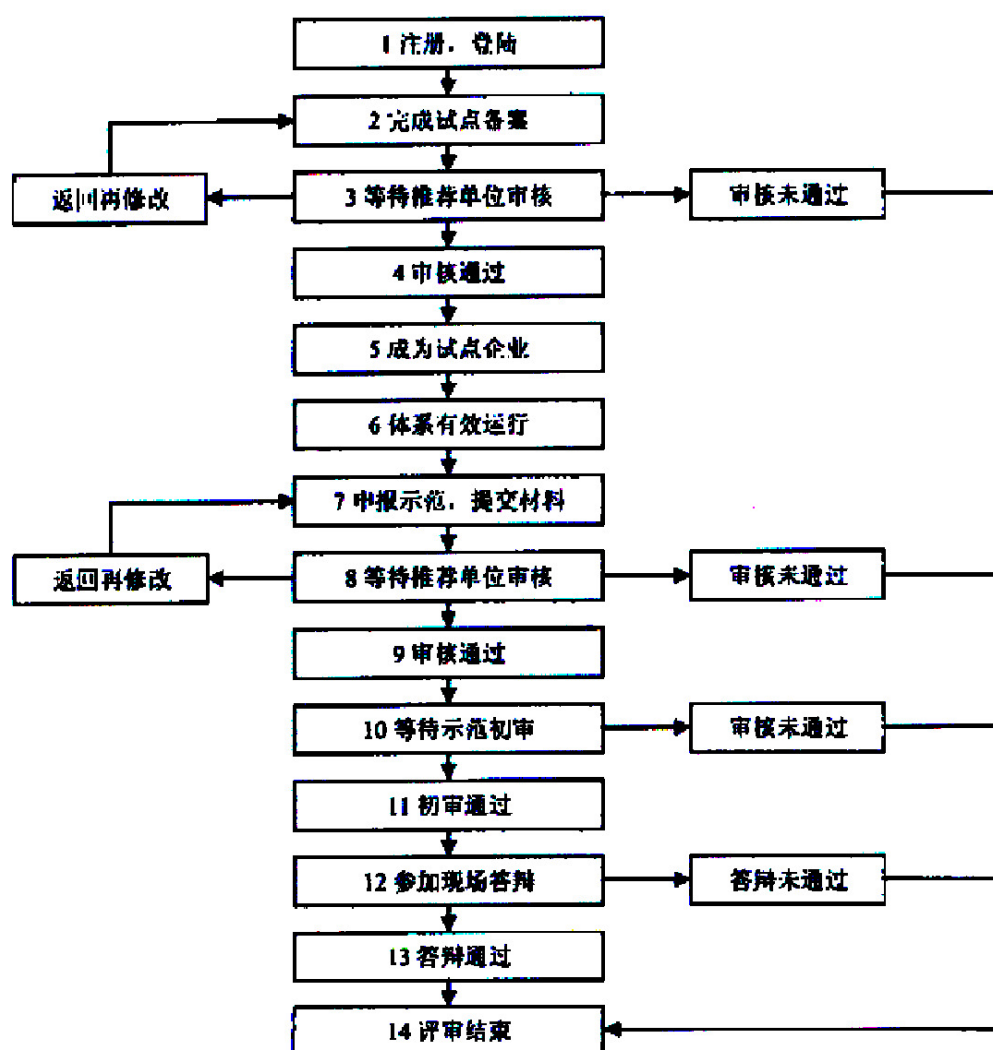 1 注册，登陆
2 完成试点备案
返回再修改
3 等待推荐单位审核
审核未通过
4 审核通过
5 成为试点企业
6 体系有效运行
7 申报示范，提交材料
返回再修改
8 等待推荐单位审核
审核未通过
9 审核通过
10 等待示范初审
审核未通过
11 初审通过
12 参加现场答辩
答辩未通过
13 答辩通过
14 评审结束